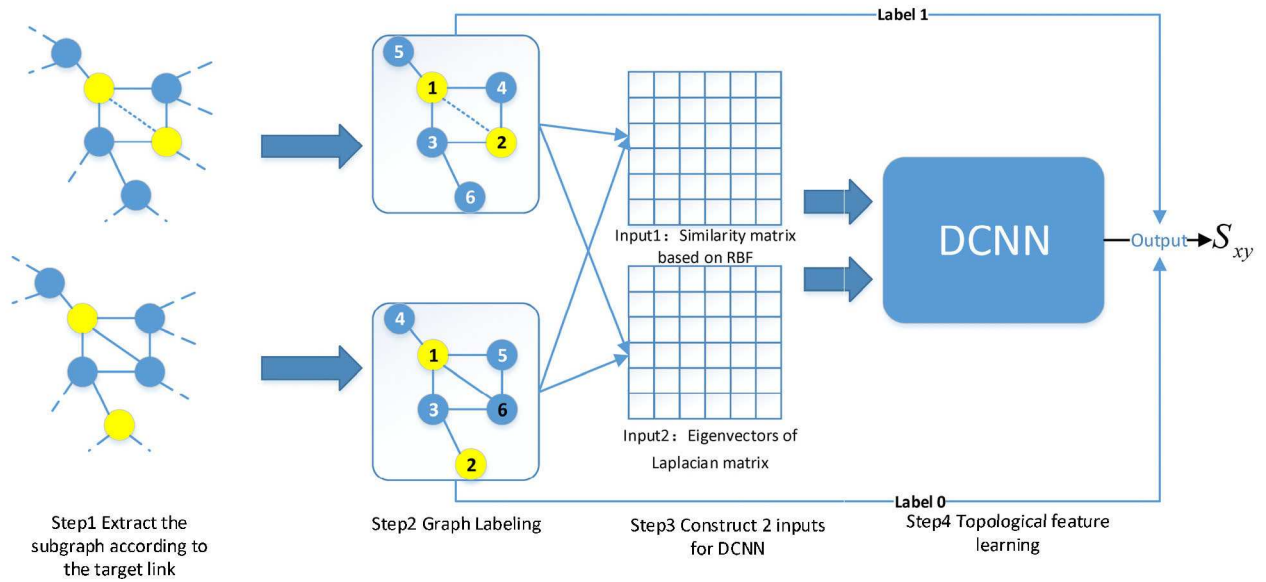 Label 1
5
1
4
3
2
6
Input1：Similarity matrix
based on RBF
DCNN
Output
Sxy
4
1
5
3
6
2
Input2：Eigenvectors of
Laplacian matrix
Label 0
Step1 Extract the
subgraph according to
the target link
Step2 Graph Labeling
Step3 Construct 2 inputs
for DCNN
Step4 Topological feature
learning